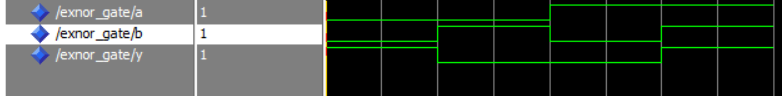 /exnor_gate/a 1
/exnor_gate/b 1
/exnor_gate/y 1